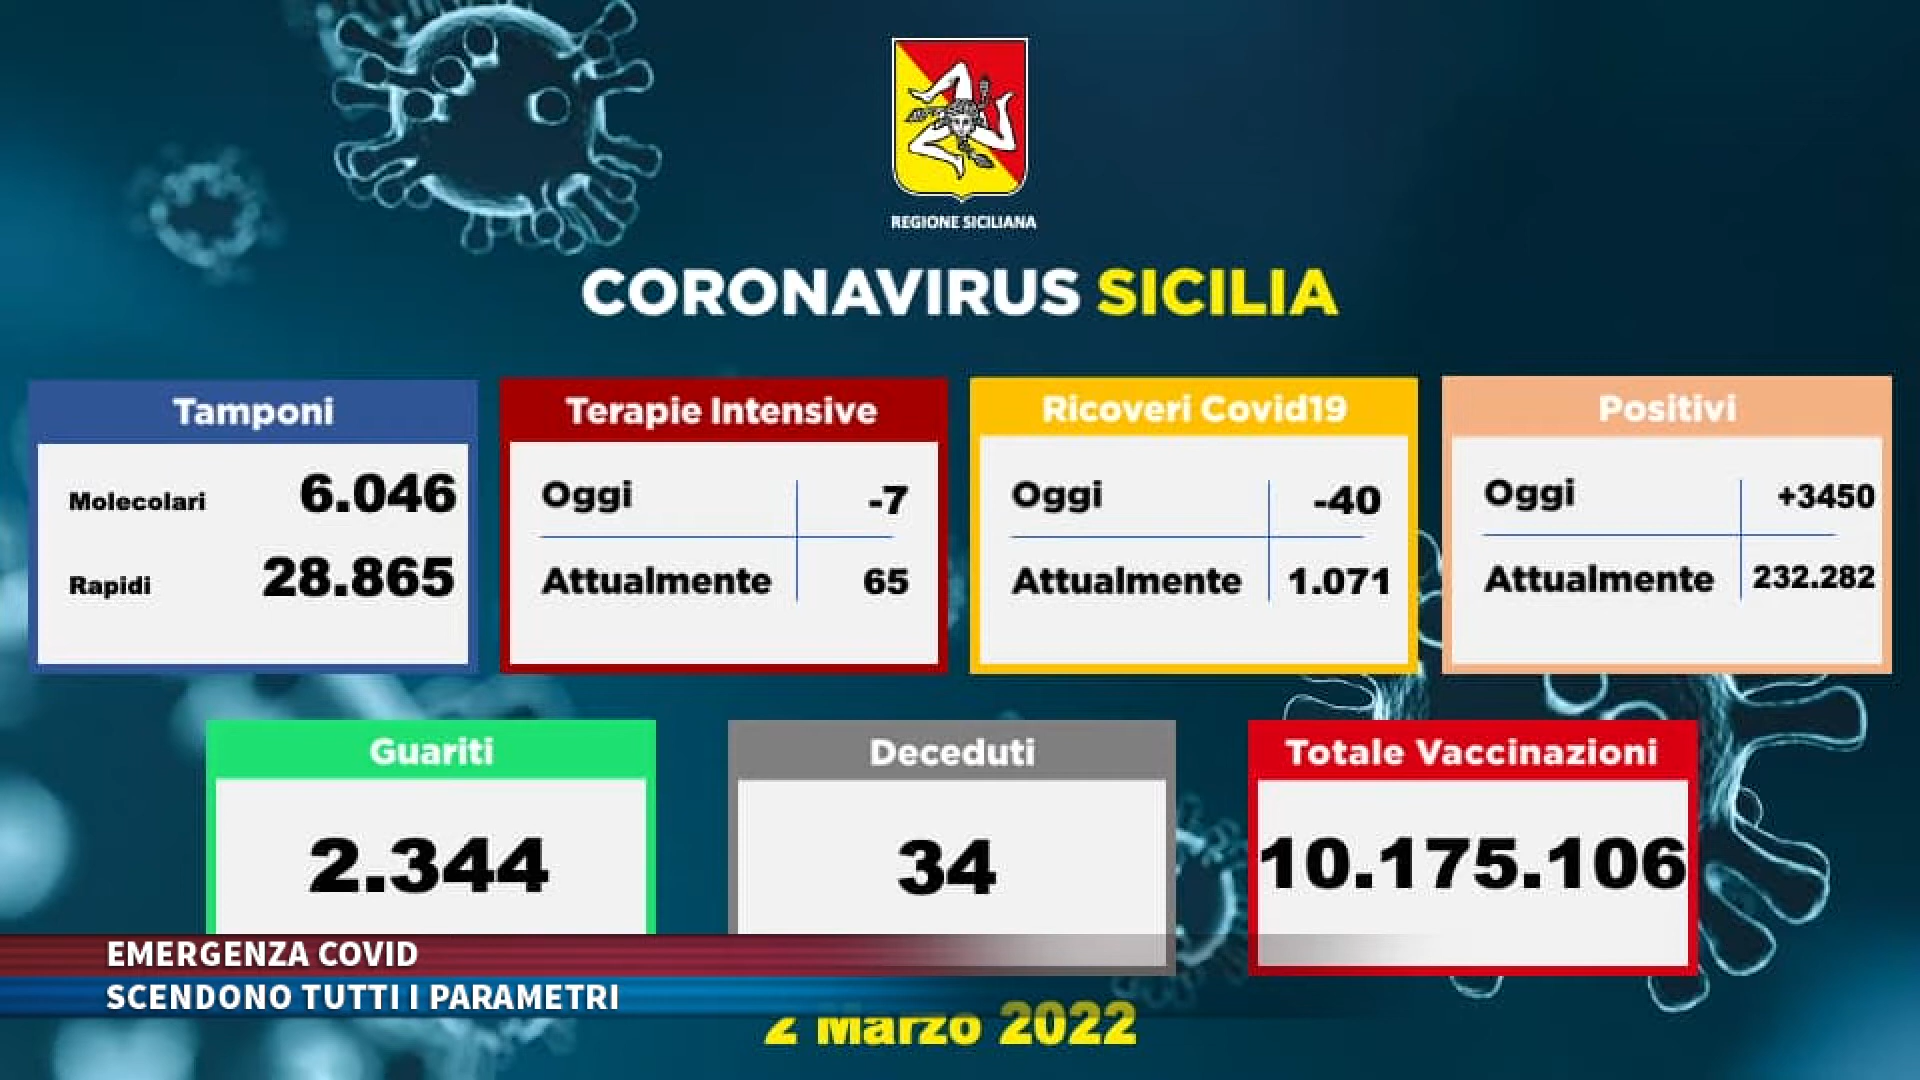 REGIONE SICILIANA
CORONAVIRUS SICILIA
Tamponi
Molecolari 6.046
Rapidi 28.865
Terapie Intensive
Oggi -7
Attualmente 65
Ricoveri Covid19
Oggi -40
Attualmente 1.071
Positivi
Oggi +3450
Attualmente 232.282
Guariti
2.344
Deceduti
34
Totale Vaccinazioni
10.175.106
EMERGENZA COVID
SCENDONO TUTTI I PARAMETRI
2 Marzo 2022